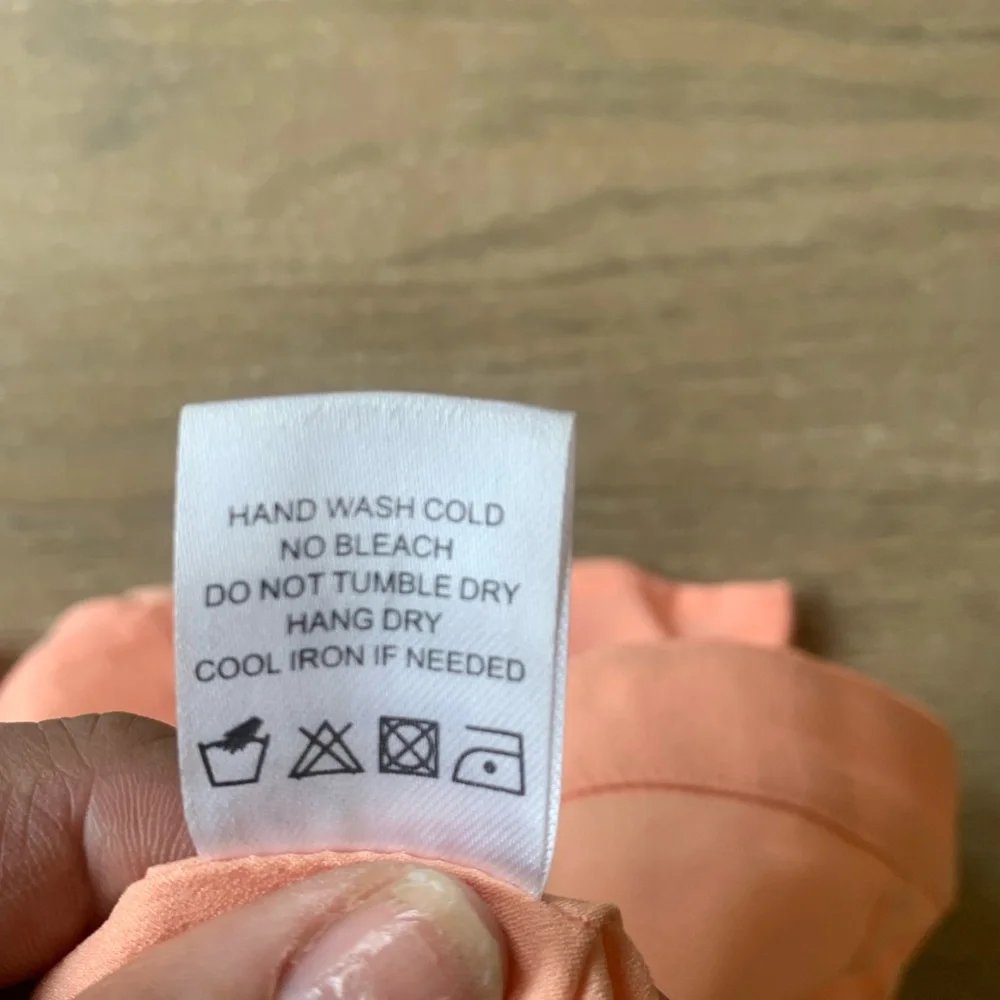 HAND WASH COLD
NO BLEACH
DO NOT TUMBLE DRY
HANG DRY
COOL IRON IF NEEDED